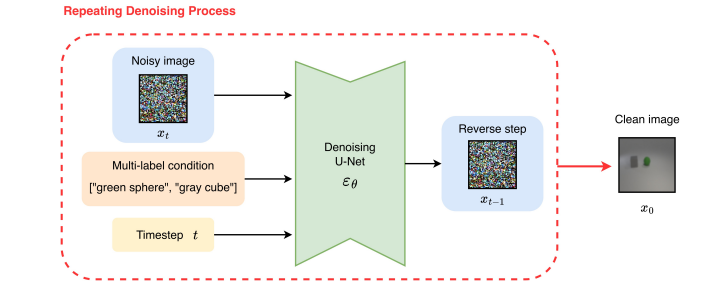 Repeating Denoising Process
Noisy image
x_t
Multi-label condition
["green sphere", "gray cube"]
Timestep t
Denoising
U-Net
ε_θ
Reverse step
x_{t−1}
Clean image
x_0